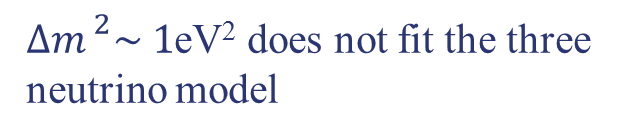 Δm²~ 1eV² does not fit the three
neutrino model